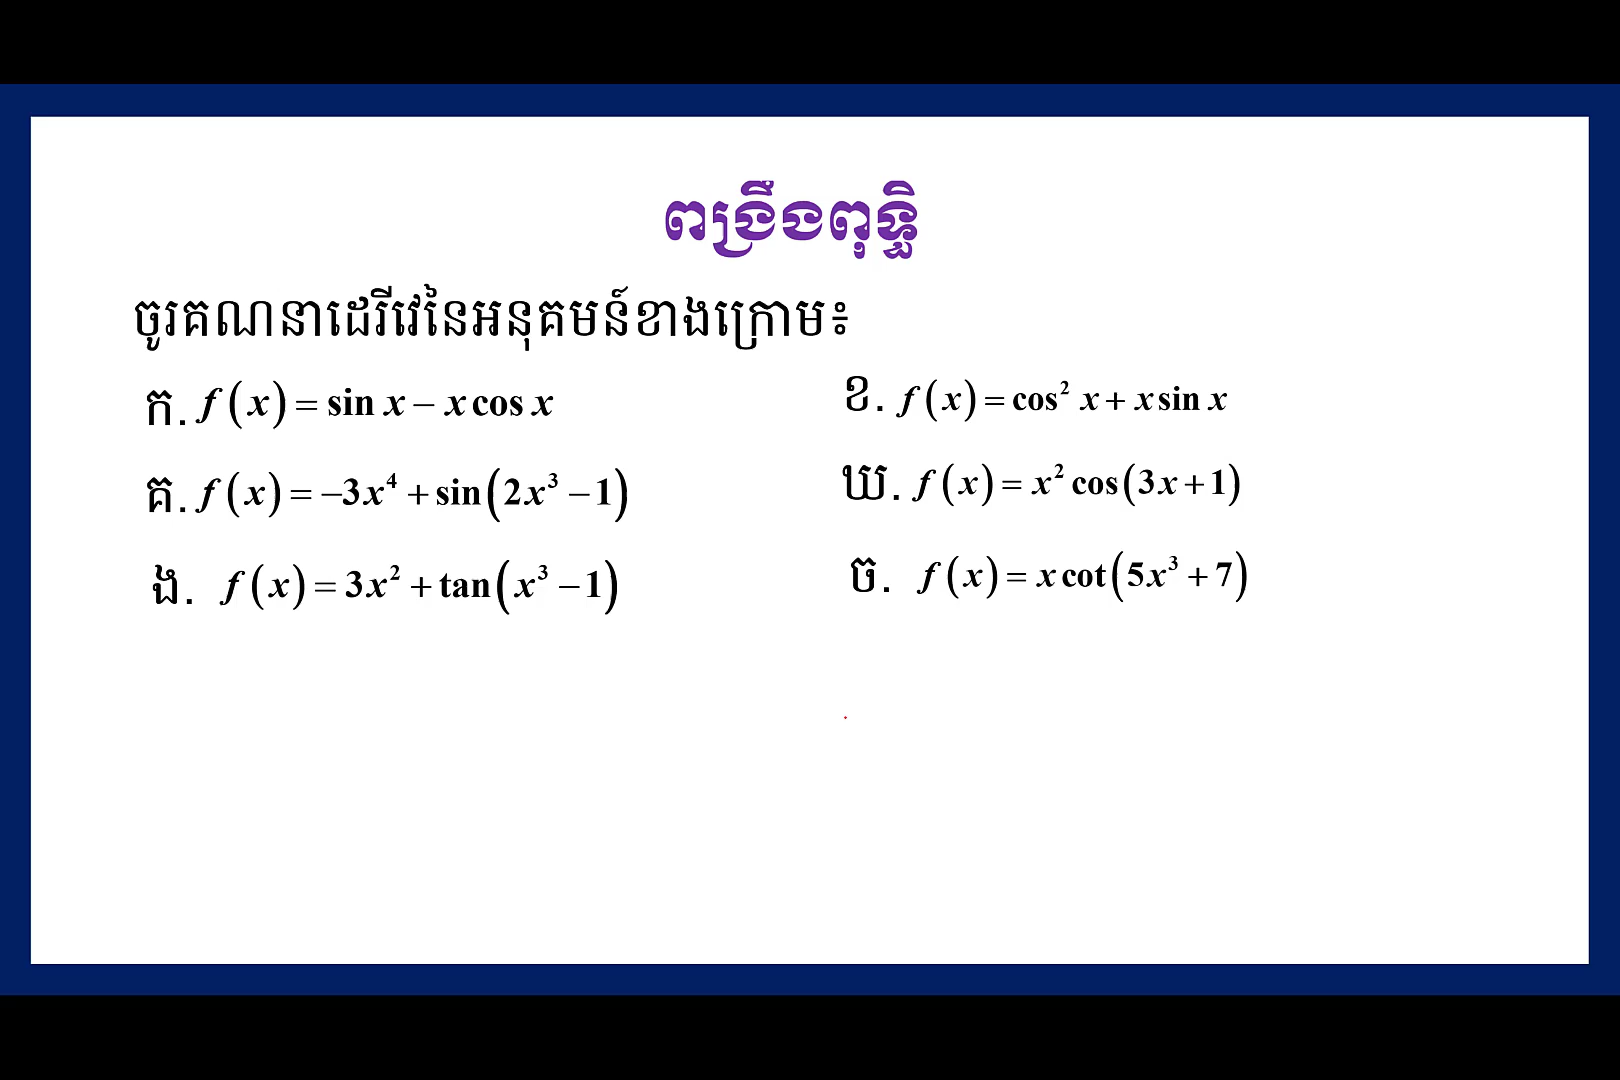 ពង្រឹងពុទ្ធិ
ចូរគណនាដេរីវេនៃអនុគមន៍ខាងក្រោម៖
ក. f(x) = sin x − x cos x
ខ. f(x) = cos² x + x sin x
គ. f(x) = −3x⁴ + sin(2x³ − 1)
ឃ. f(x) = x² cos(3x + 1)
ង. f(x) = 3x² + tan(x³ − 1)
ច. f(x) = x cot(5x³ + 7)